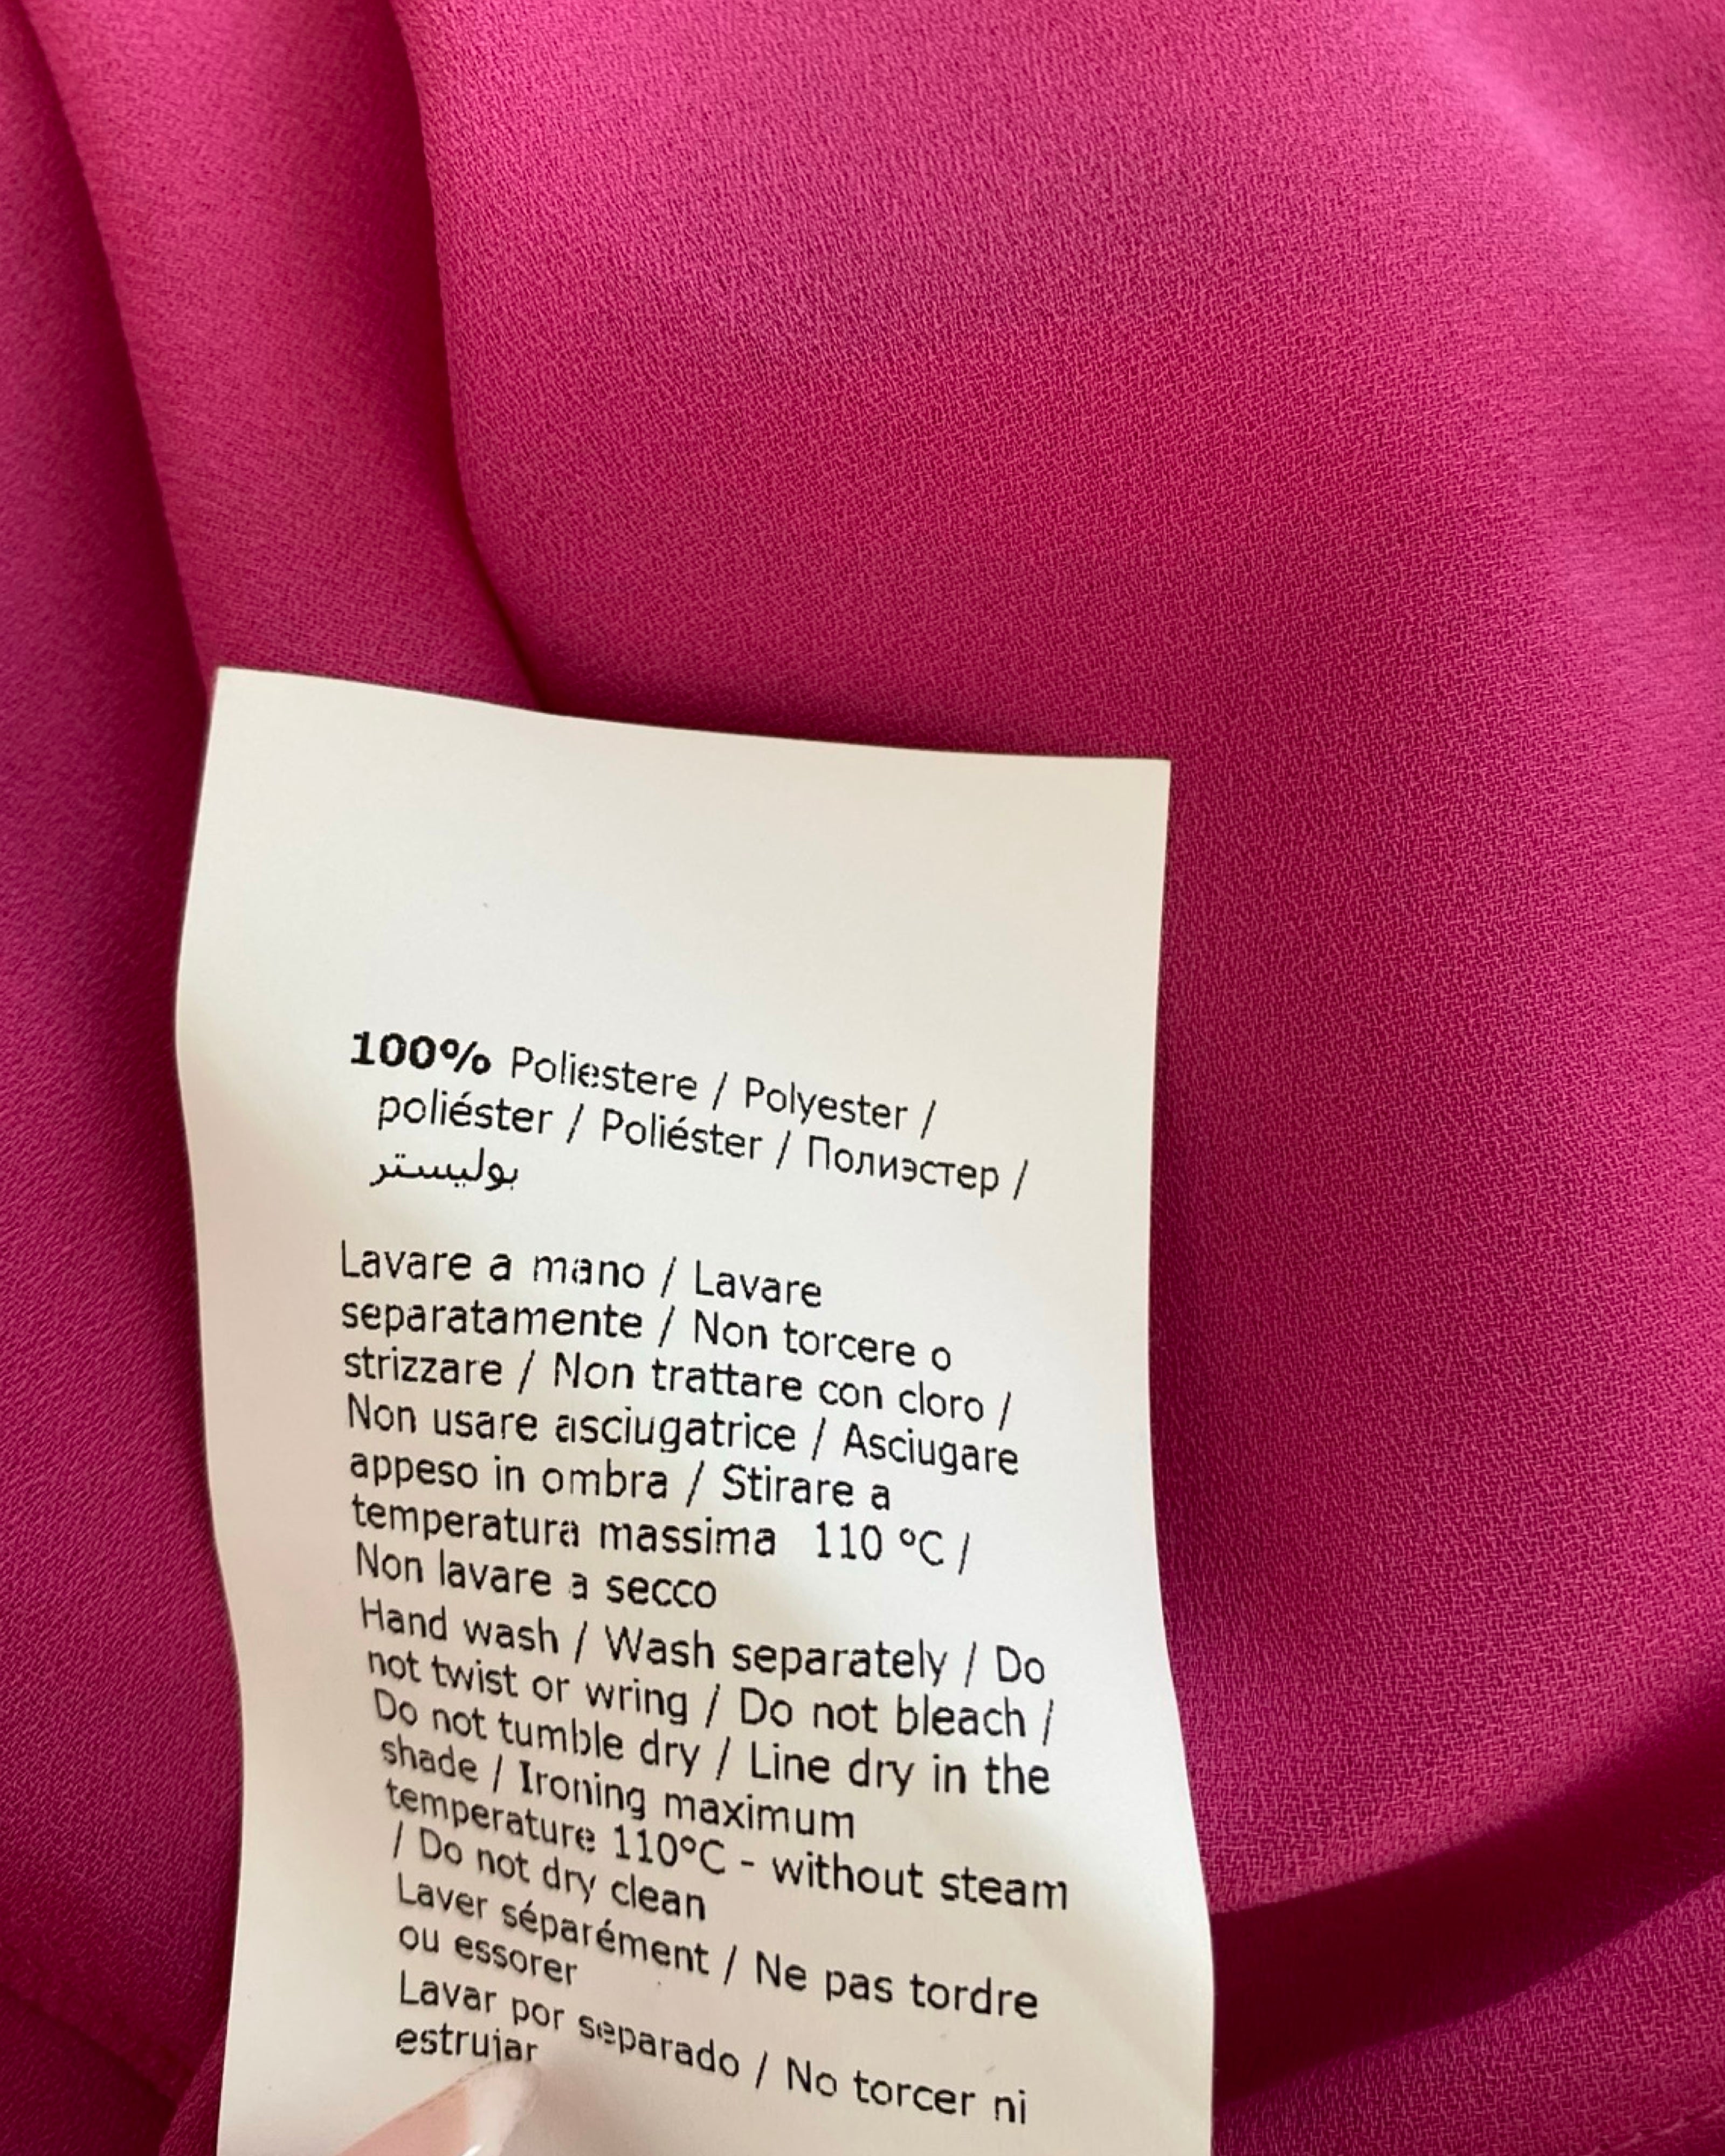 100% Poliestere / Polyester /
poliéster / Poliéster / Полиэстер /
بوليستر
Lavare a mano / Lavare
separatamente / Non torcere o
strizzare / Non trattare con cloro /
Non usare asciugatrice / Asciugare
appeso in ombra / Stirare a
temperatura massima 110 °C /
Non lavare a secco
Hand wash / Wash separately / Do
not twist or wring / Do not bleach /
Do not tumble dry / Line dry in the
shade / Ironing maximum
temperature 110°C - without steam
/ Do not dry clean
Laver séparément / Ne pas tordre
ou essorer
Lavar por separado / No torcer ni
estrujar